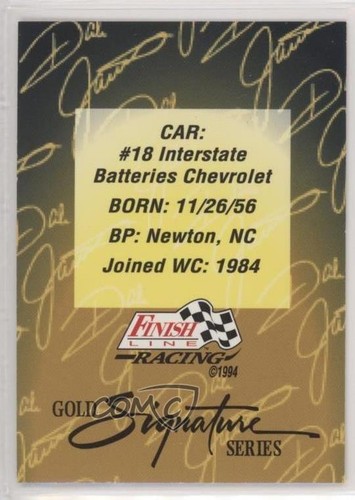 CAR:
#18 Interstate
Batteries Chevrolet
BORN: 11/26/56
BP: Newton, NC
Joined WC: 1984
FINISH
LINE
RACING
©1994
GOLD Signature
SERIES